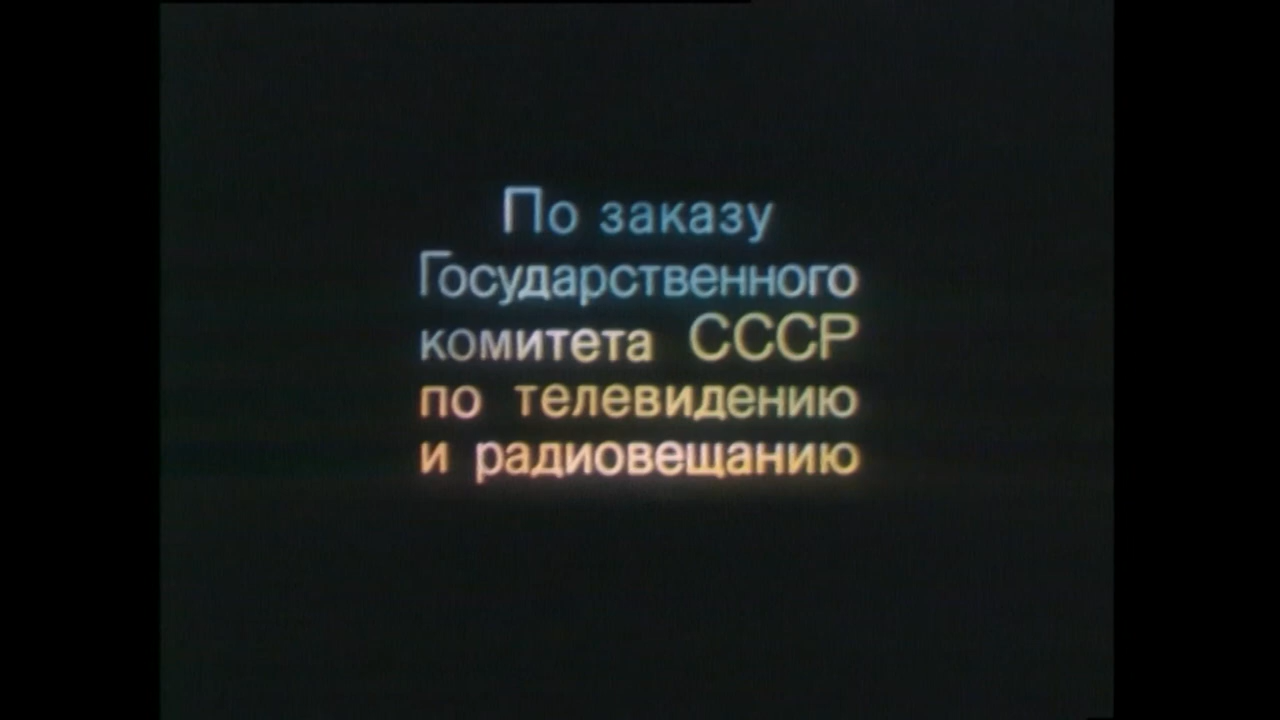 По заказу
Государственного
комитета СССР
по телевидению
и радиовещанию